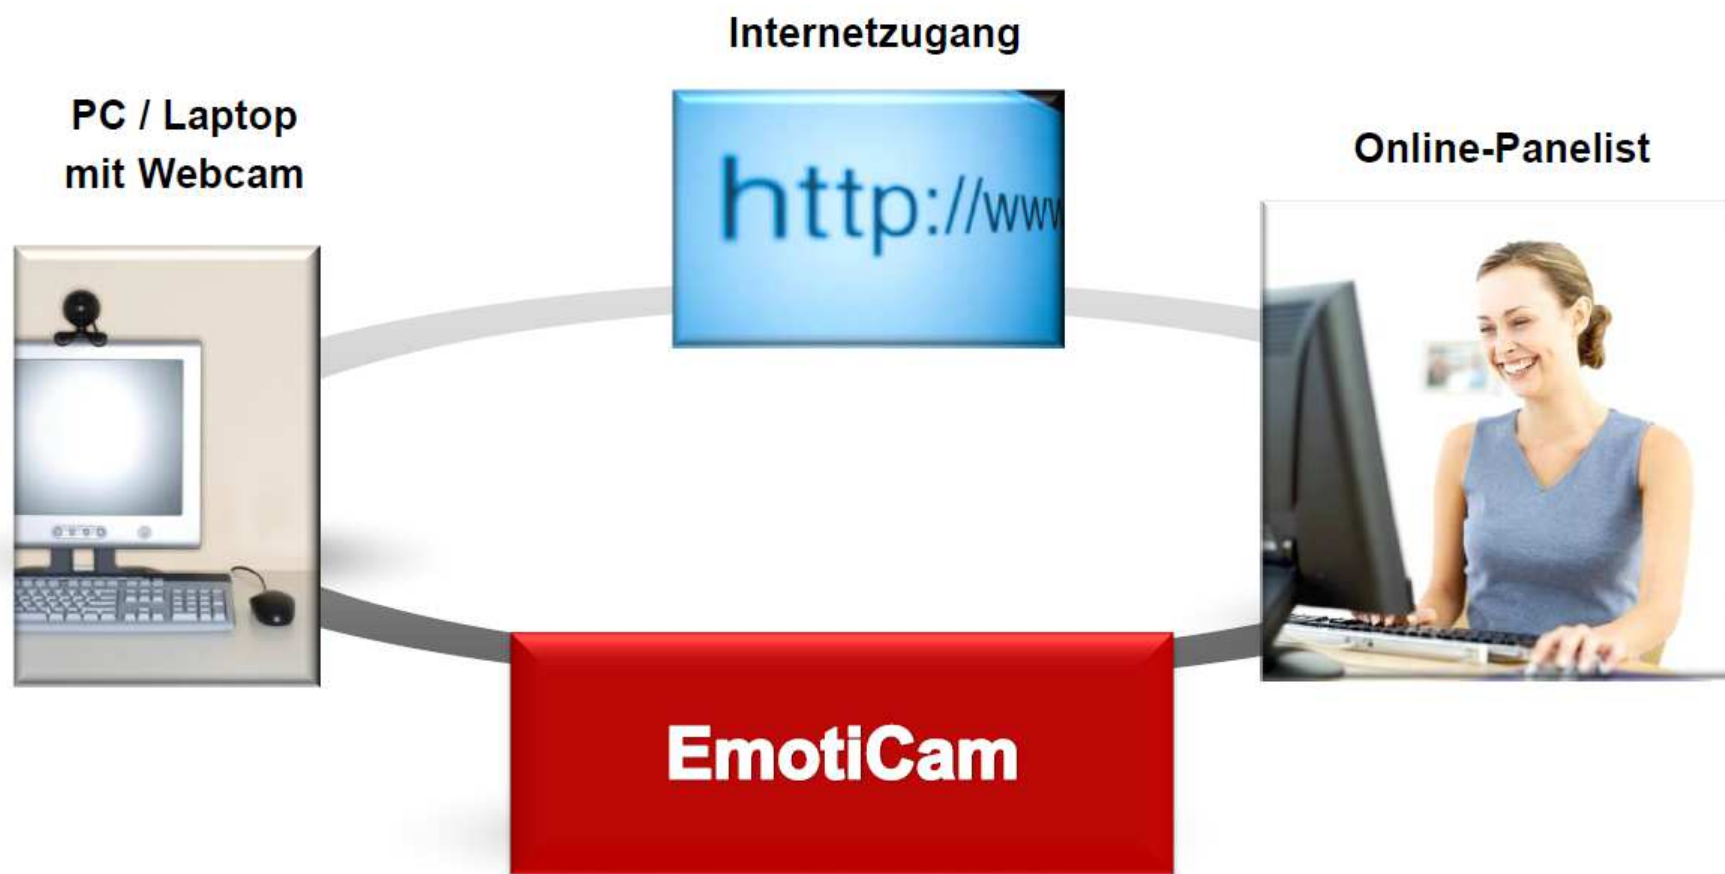 Internetzugang
PC / Laptop
mit Webcam
http://www
Online-Panelist
EmotiCam